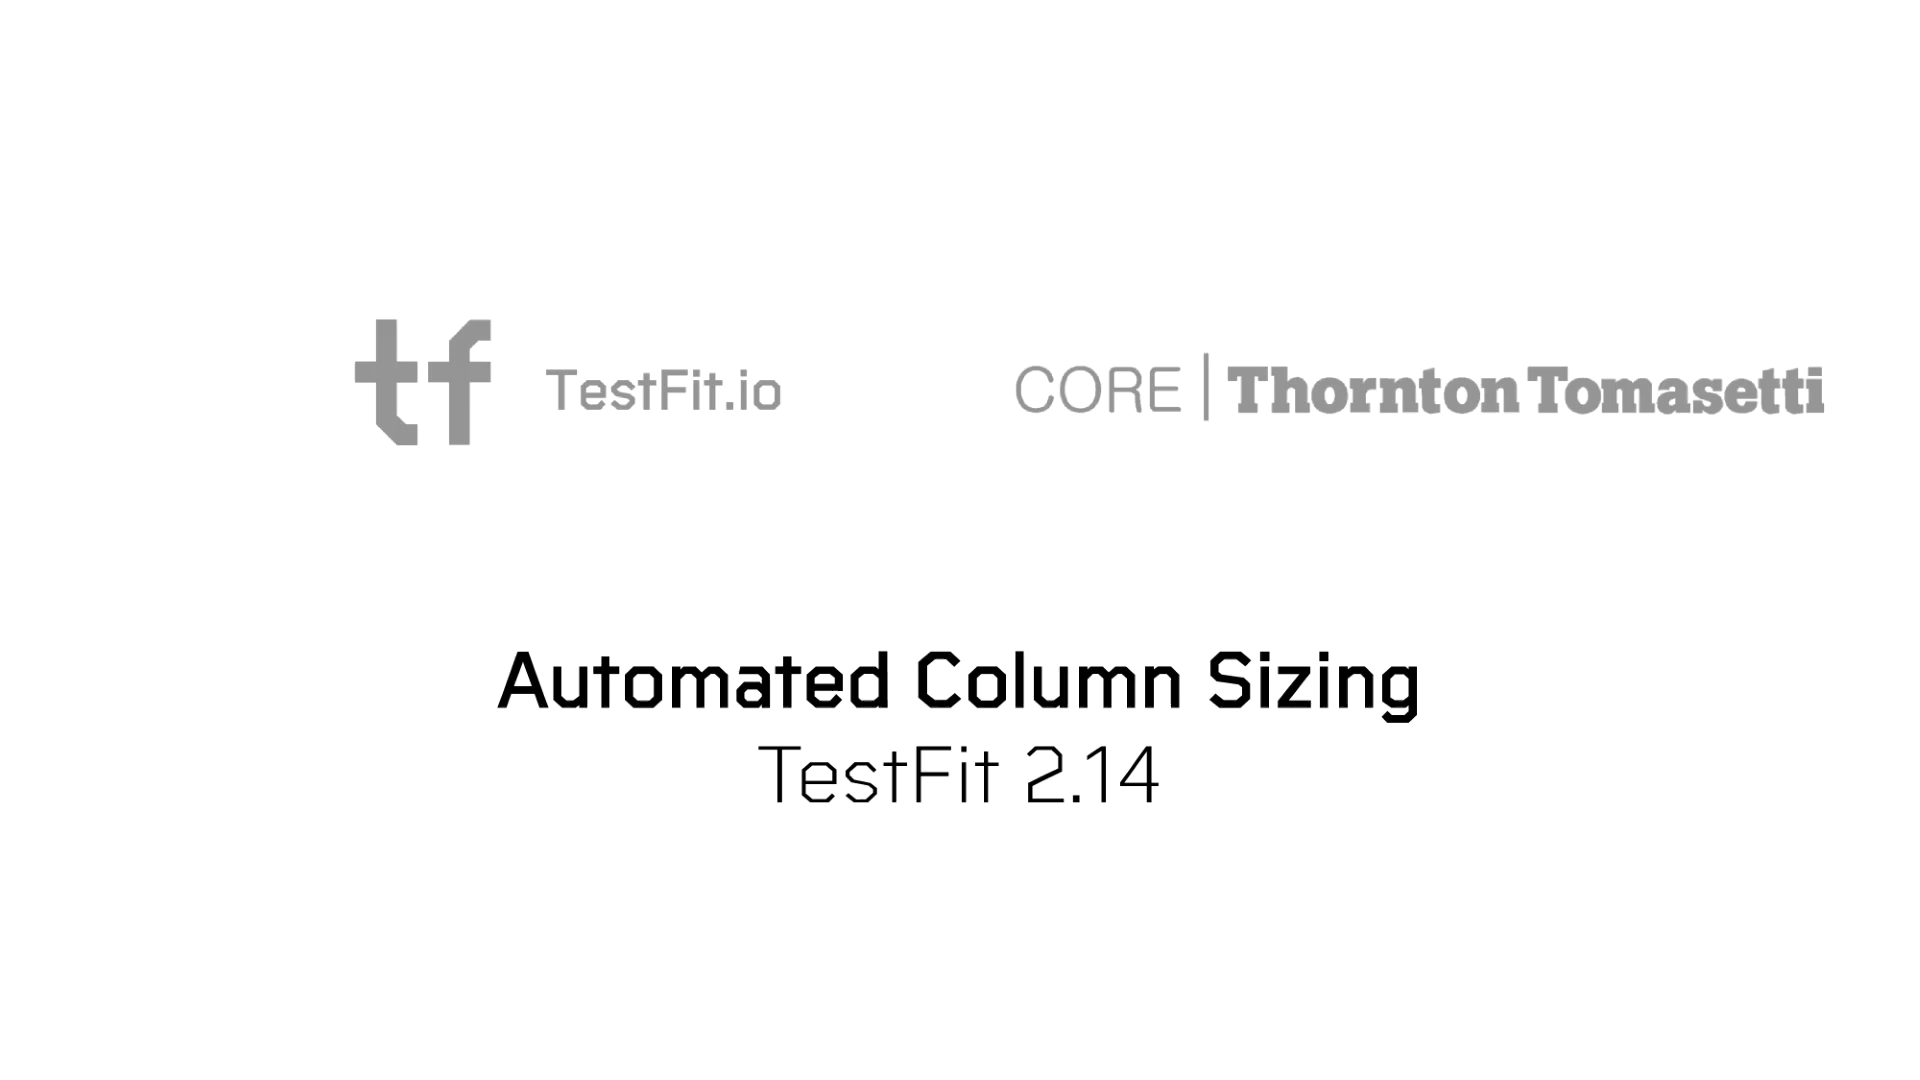 tf TestFit.io
CORE | Thornton Tomasetti
Automated Column Sizing
TestFit 2.14